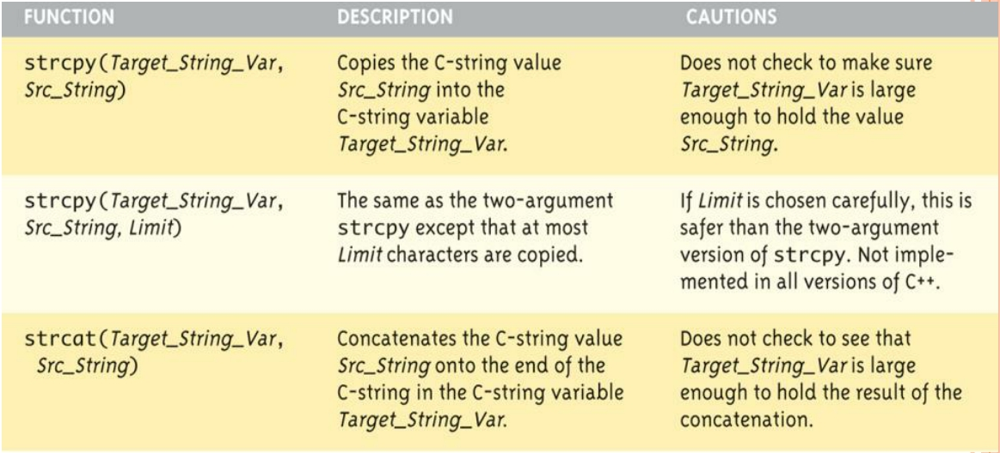 FUNCTION DESCRIPTION CAUTIONS
strcpy(Target_String_Var,
Src_String)
Copies the C-string value
Src_String into the
C-string variable
Target_String_Var.
Does not check to make sure
Target_String_Var is large
enough to hold the value
Src_String.
strcpy(Target_String_Var,
Src_String, Limit)
The same as the two-argument
strcpy except that at most
Limit characters are copied.
If Limit is chosen carefully, this is
safer than the two-argument
version of strcpy. Not imple-
mented in all versions of C++.
strcat(Target_String_Var,
Src_String)
Concatenates the C-string value
Src_String onto the end of the
C-string in the C-string variable
Target_String_Var.
Does not check to see that
Target_String_Var is large
enough to hold the result of the
concatenation.